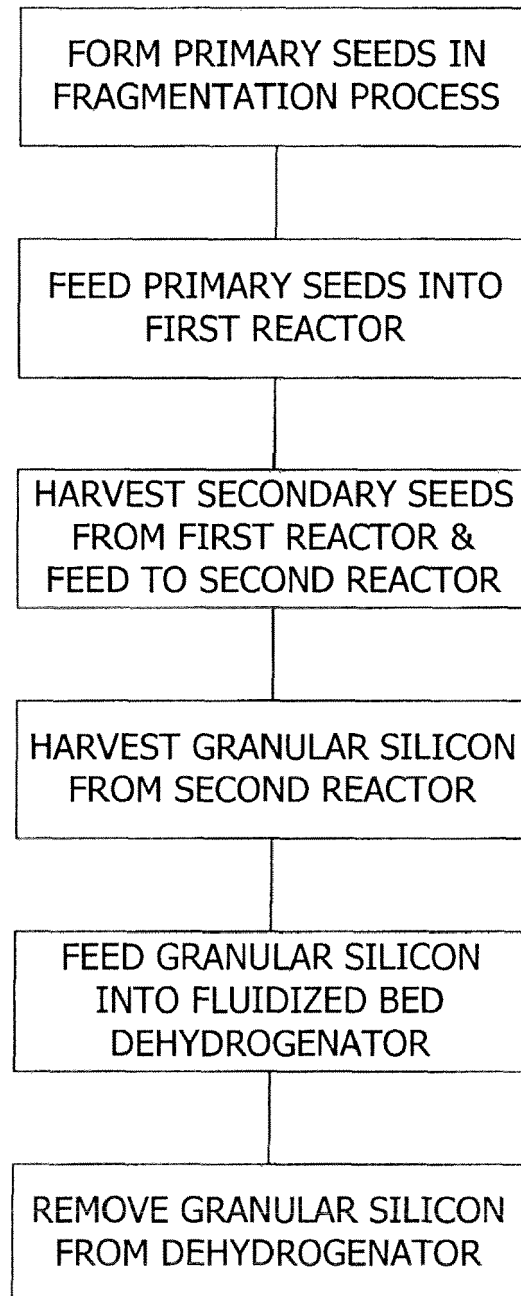 FORM PRIMARY SEEDS IN
FRAGMENTATION PROCESS
FEED PRIMARY SEEDS INTO
FIRST REACTOR
HARVEST SECONDARY SEEDS
FROM FIRST REACTOR &
FEED TO SECOND REACTOR
HARVEST GRANULAR SILICON
FROM SECOND REACTOR
FEED GRANULAR SILICON
INTO FLUIDIZED BED
DEHYDROGENATOR
REMOVE GRANULAR SILICON
FROM DEHYDROGENATOR